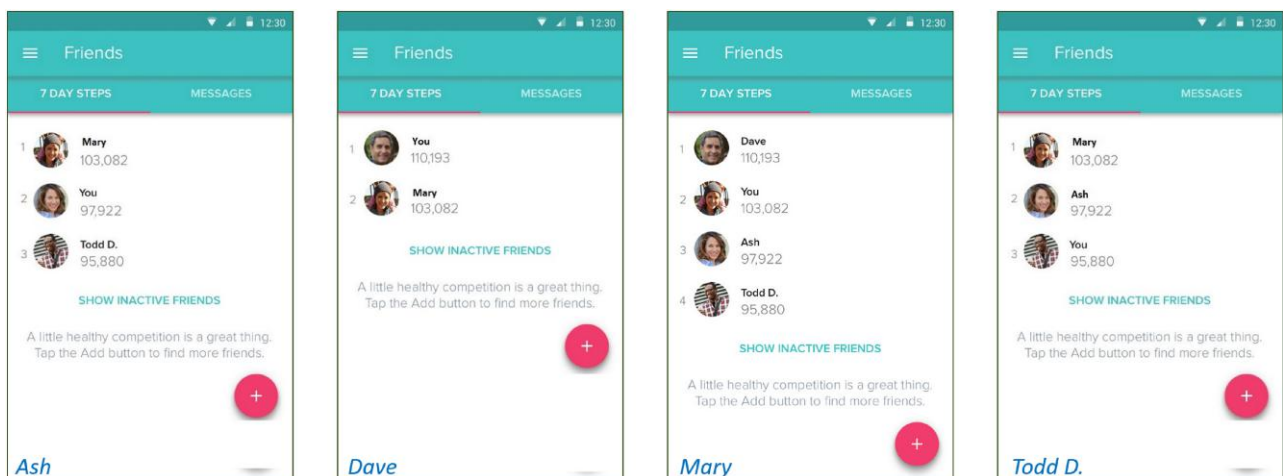 12:30
Friends
7 DAY STEPS MESSAGES
1 Mary
103,082
2 You
97,922
3 Todd D.
95,880
SHOW INACTIVE FRIENDS
A little healthy competition is a great thing.
Tap the Add button to find more friends.
+
Ash
12:30
Friends
7 DAY STEPS MESSAGES
1 You
110,193
2 Mary
103,082
SHOW INACTIVE FRIENDS
A little healthy competition is a great thing.
Tap the Add button to find more friends.
+
Dave
12:30
Friends
7 DAY STEPS MESSAGES
1 Dave
110,193
2 You
103,082
3 Ash
97,922
4 Todd D.
95,880
SHOW INACTIVE FRIENDS
A little healthy competition is a great thing.
Tap the Add button to find more friends.
+
Mary
12:30
Friends
7 DAY STEPS MESSAGES
1 Mary
103,082
2 Ash
97,922
3 You
95,880
SHOW INACTIVE FRIENDS
A little healthy competition is a great thing.
Tap the Add button to find more friends.
+
Todd D.